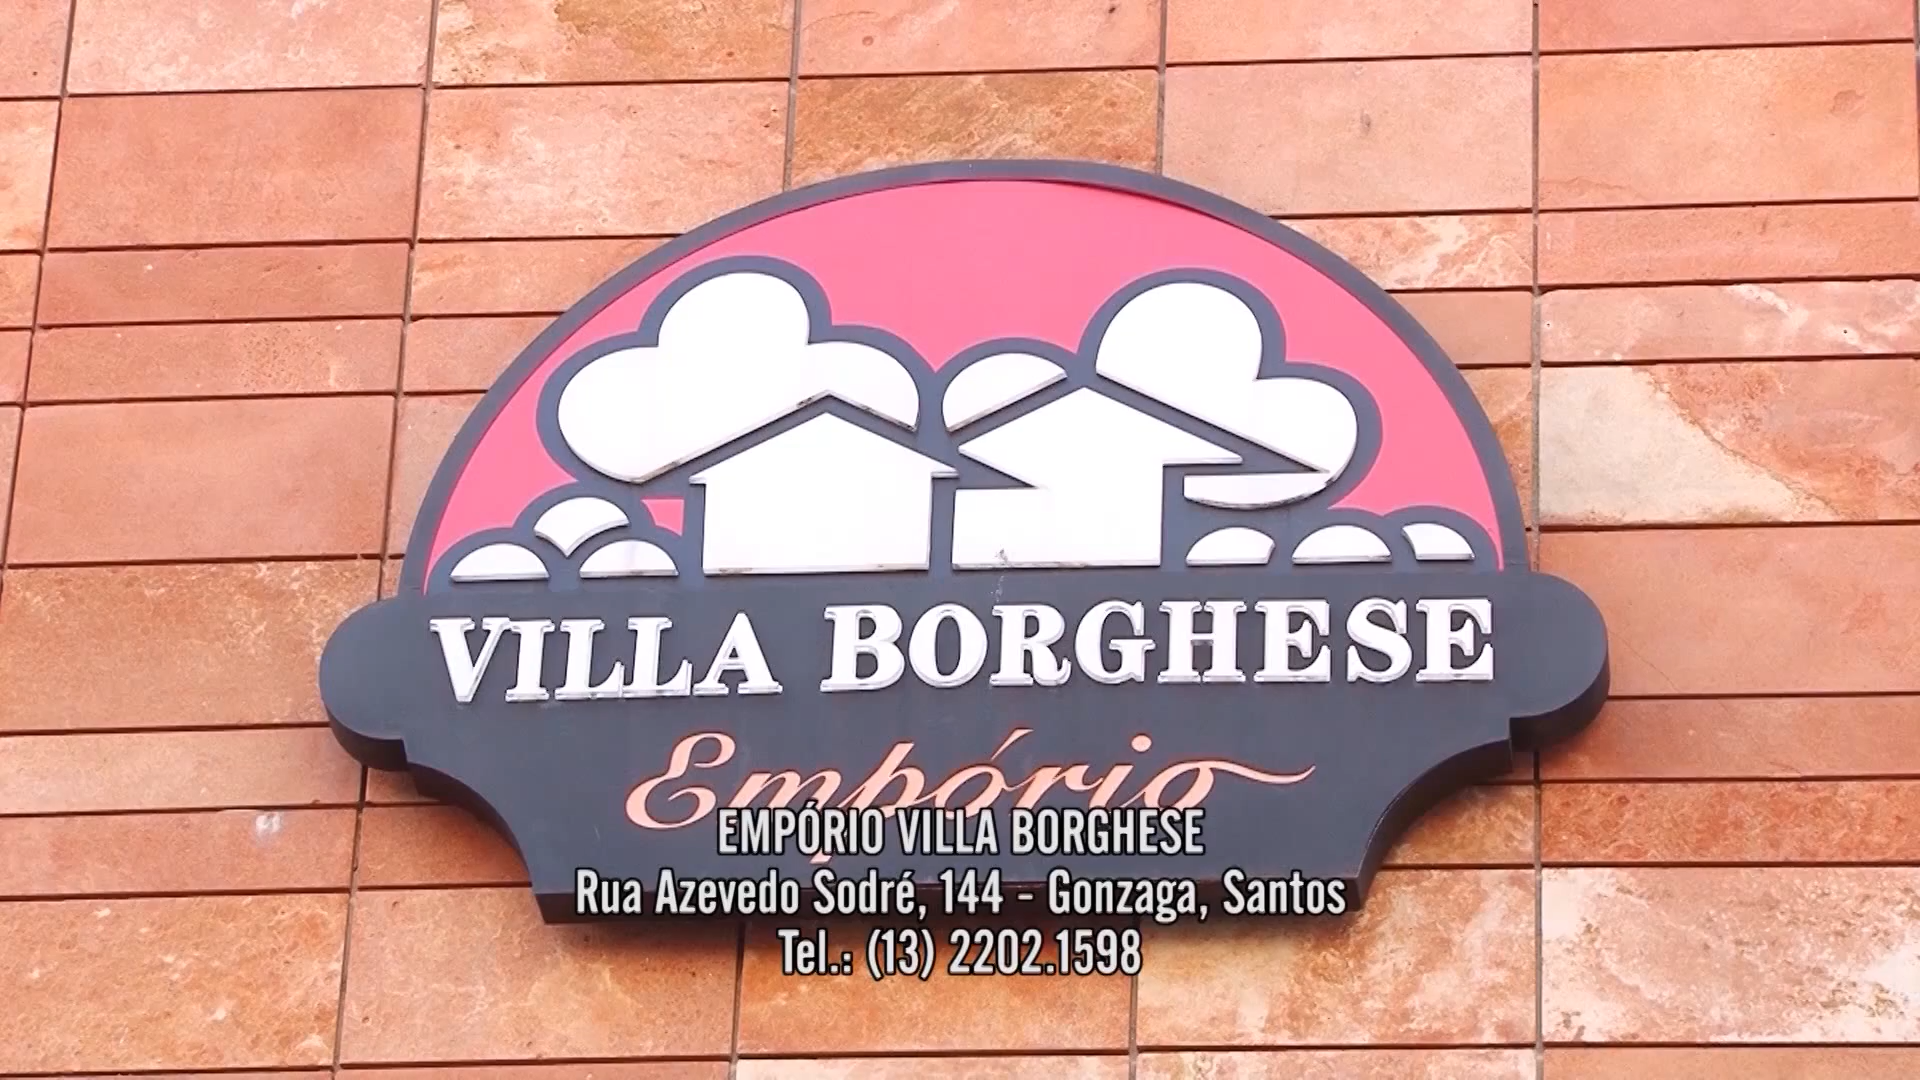 VILLA BORGHESE
Empório
EMPÓRIO VILLA BORGHESE
Rua Azevedo Sodré, 144 - Gonzaga, Santos
Tel.: (13) 2202.1598